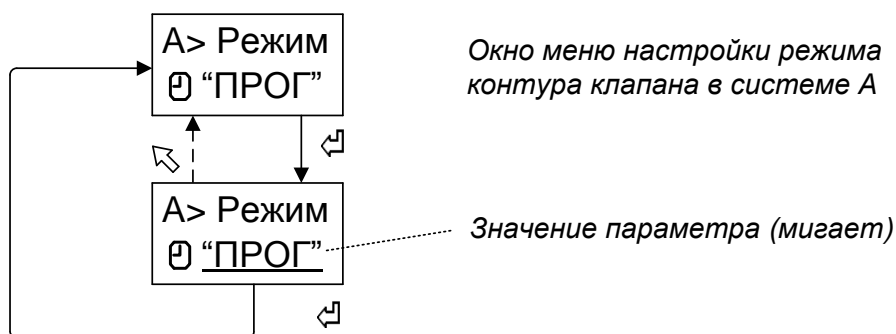 А> Режим
“ПРОГ”
Окно меню настройки режима
контура клапана в системе А
А> Режим
“ПРОГ”
Значение параметра (мигает)